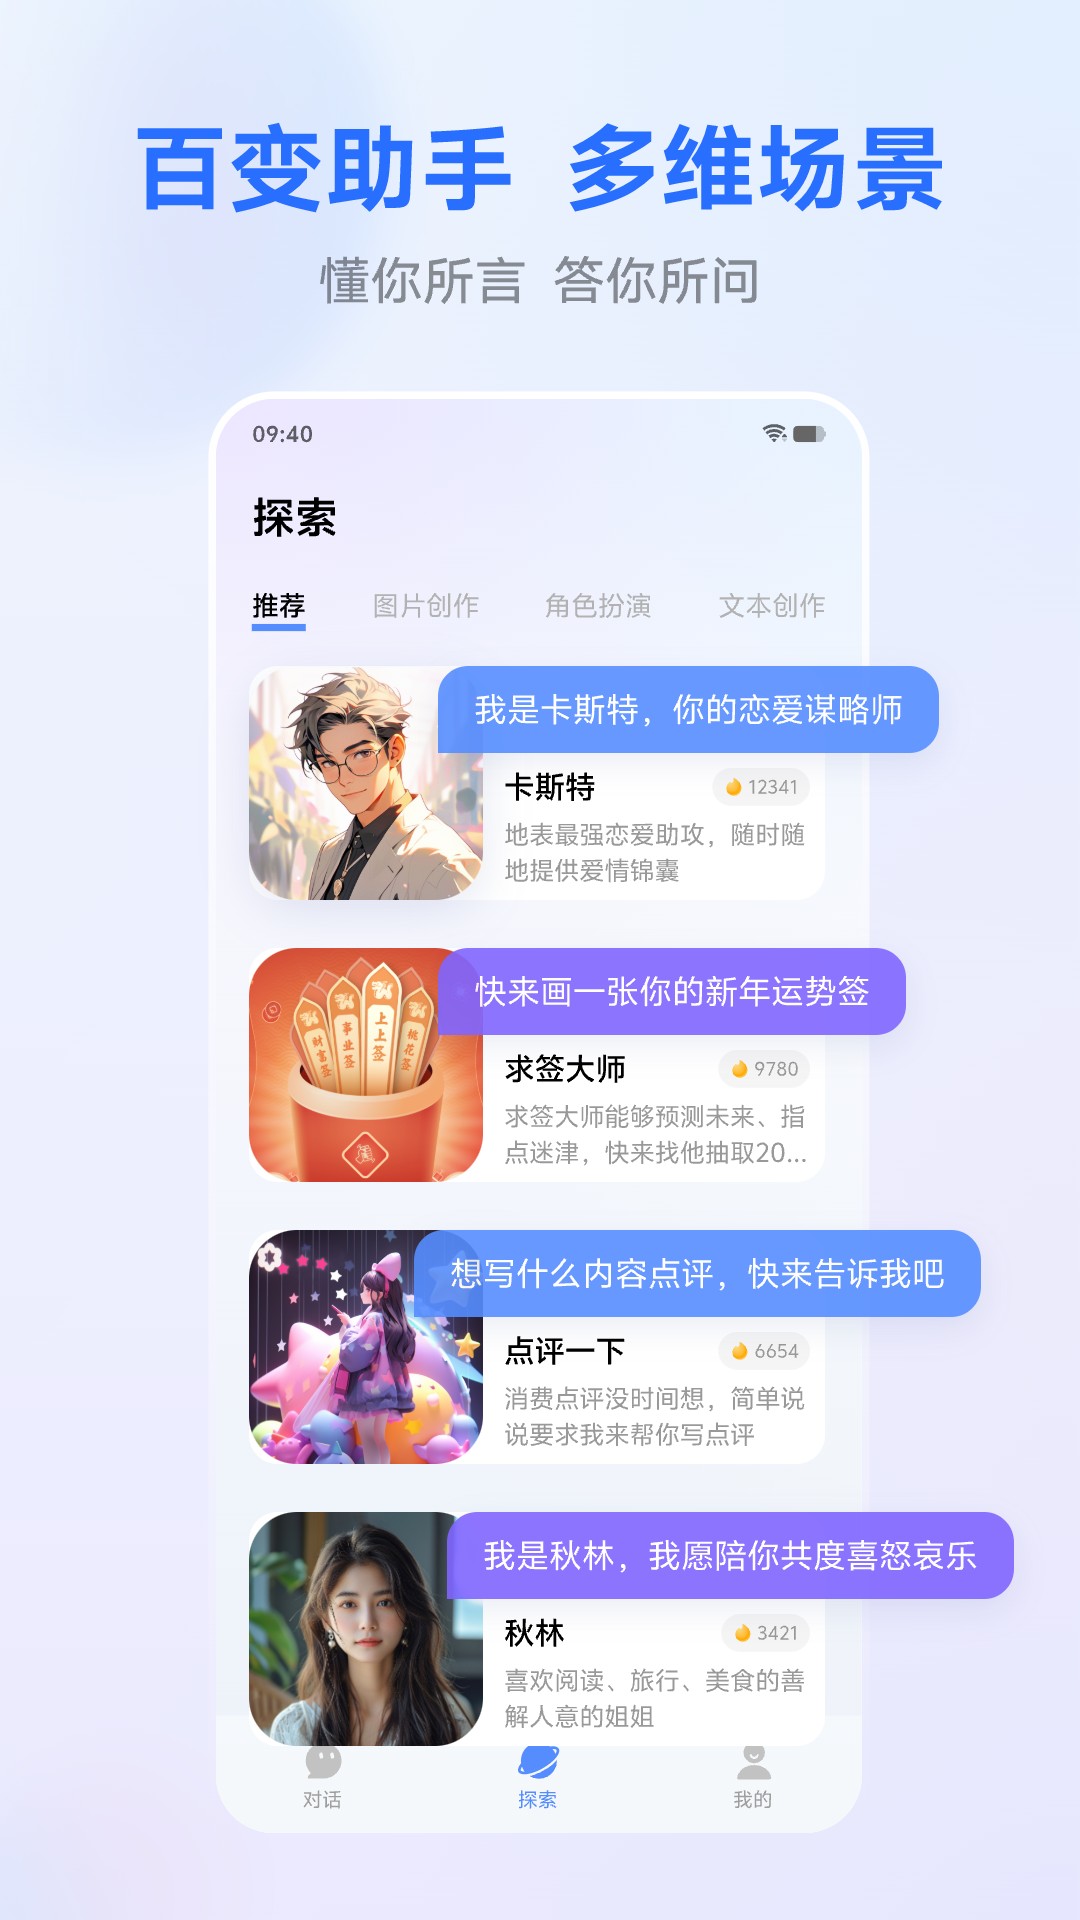 百变助手 多维场景
懂你所言 答你所问
09:40
探索
推荐 图片创作 角色扮演 文本创作
我是卡斯特，你的恋爱谋略师
卡斯特 12341
地表最强恋爱助攻，随时随
地提供爱情锦囊
快来画一张你的新年运势签
财富签 事业签 上上签 桃花签
求签大师 9780
求签大师能够预测未来、指
点迷津，快来找他抽取20...
想写什么内容点评，快来告诉我吧
点评一下 6654
消费点评没时间想，简单说
说要求我来帮你写点评
我是秋林，我愿陪你共度喜怒哀乐
秋林 3421
喜欢阅读、旅行、美食的善
解人意的姐姐
对话 探索 我的